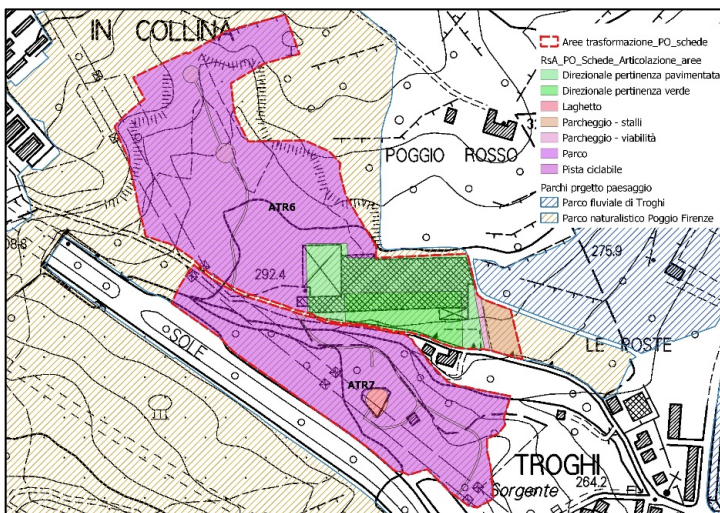 IN COLLINA
Aree trasformazione_PO_schede
RsA_PO_Schede_Articolazione_aree
Direzionale pertinenza pavimentata
Direzionale pertinenza verde
Laghetto
Parcheggio - stalli
Parcheggio - viabilità
Parco
Pista ciclabile
Parchi prgetto paesaggio
Parco fluviale di Troghi
Parco naturalistico Poggio Firenze
POGGIO ROSSO
ATR6
275.9
292.4
SOLE
LE POSTE
ATR7
TROGHI
Sorgente
264.2